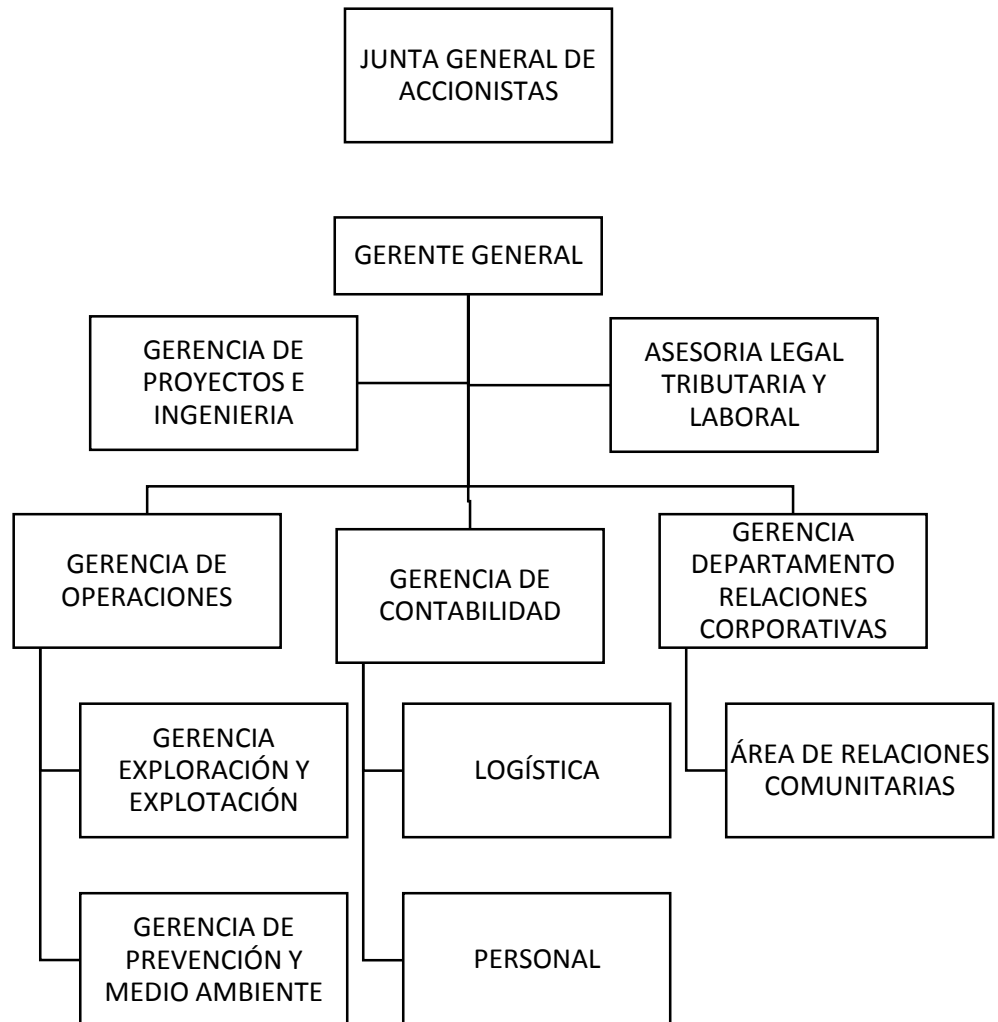 JUNTA GENERAL DE
ACCIONISTAS
GERENTE GENERAL
GERENCIA DE
PROYECTOS E
INGENIERIA
ASESORIA LEGAL
TRIBUTARIA Y
LABORAL
GERENCIA DE
OPERACIONES
GERENCIA DE
CONTABILIDAD
GERENCIA
DEPARTAMENTO
RELACIONES
CORPORATIVAS
GERENCIA
EXPLORACIÓN Y
EXPLOTACIÓN
LOGÍSTICA
ÁREA DE RELACIONES
COMUNITARIAS
GERENCIA DE
PREVENCIÓN Y
MEDIO AMBIENTE
PERSONAL